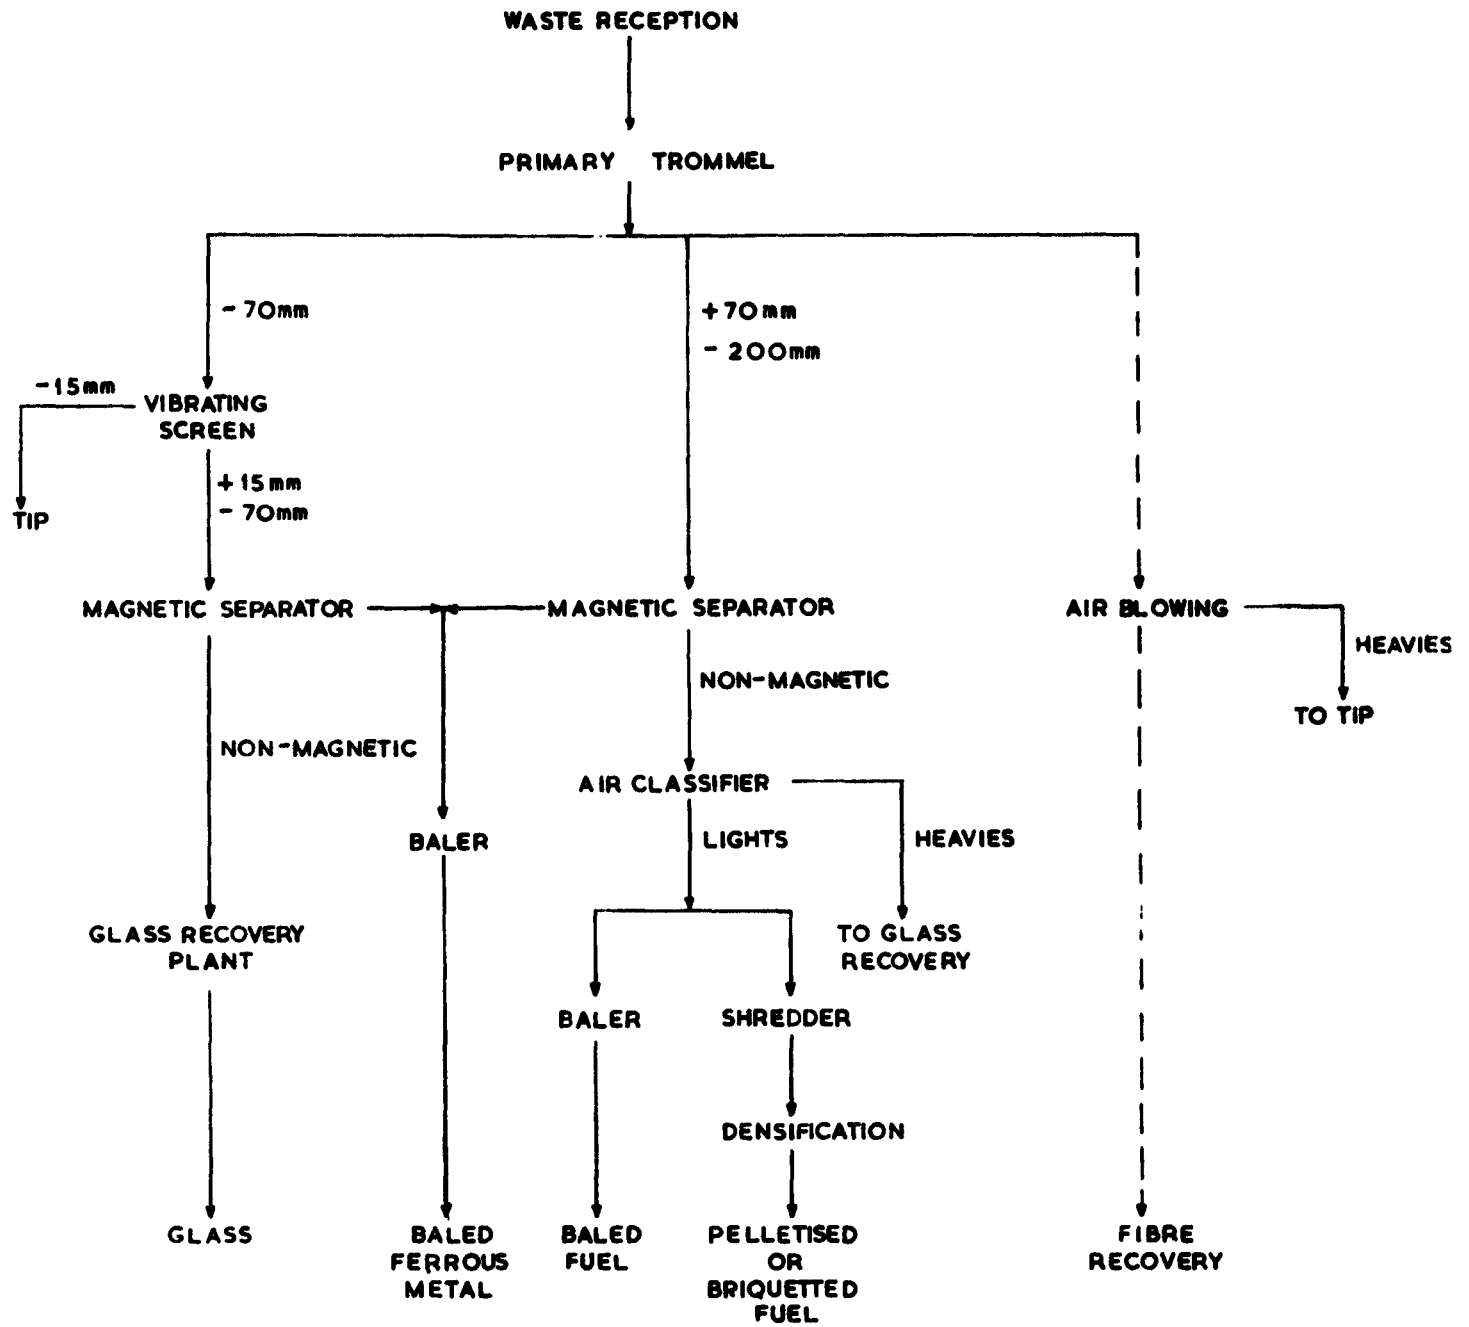 WASTE RECEPTION
PRIMARY TROMMEL
- 70mm
+70mm
- 200mm
-15mm
VIBRATING
SCREEN
+15mm
- 70mm
TIP
MAGNETIC SEPARATOR
MAGNETIC SEPARATOR
AIR BLOWING
HEAVIES
TO TIP
NON-MAGNETIC
NON-MAGNETIC
AIR CLASSIFIER
BALER
LIGHTS
HEAVIES
GLASS RECOVERY
PLANT
TO GLASS
RECOVERY
BALER
SHREDDER
DENSIFICATION
GLASS
BALED
FERROUS
METAL
BALED
FUEL
PELLETISED
OR
BRIQUETTED
FUEL
FIBRE
RECOVERY